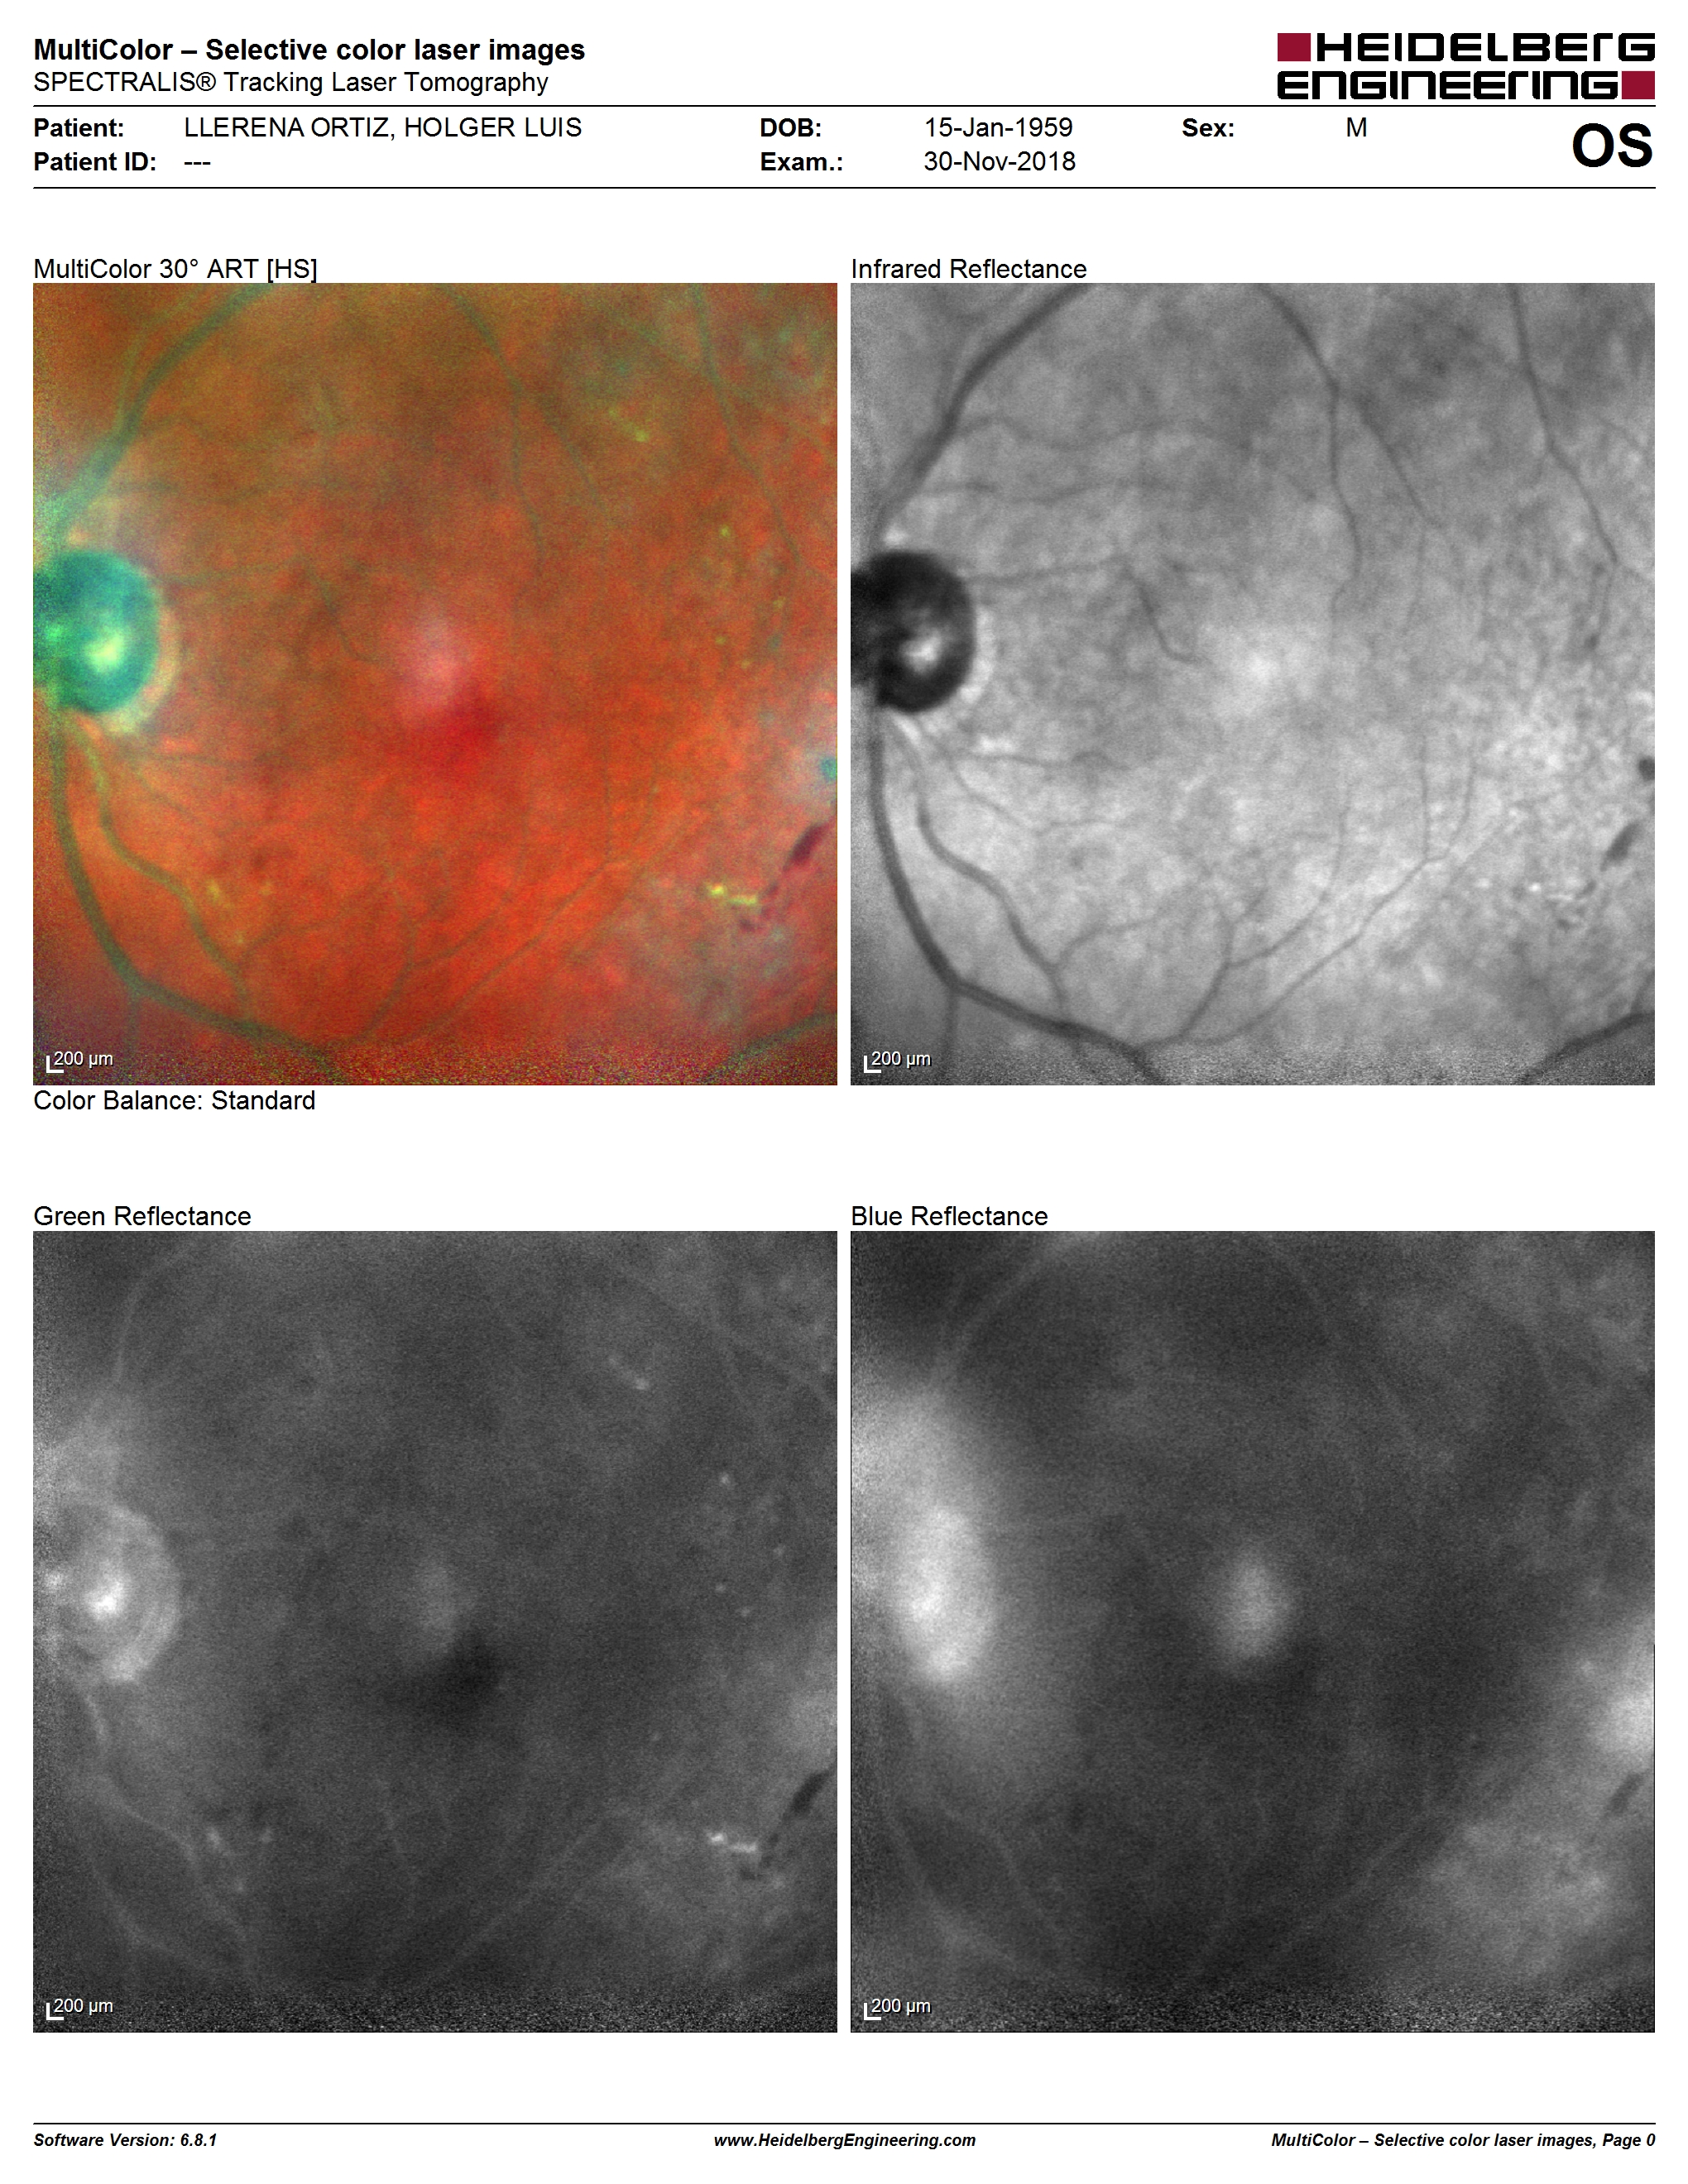 MultiColor – Selective color laser images
SPECTRALIS® Tracking Laser Tomography
HEIDELBERG
ENGINEERING
Patient: LLERENA ORTIZ, HOLGER LUIS DOB: 15-Jan-1959 Sex: M
Patient ID: --- Exam.: 30-Nov-2018
OS
MultiColor 30° ART [HS] Infrared Reflectance
200 µm 200 µm
Color Balance: Standard
Green Reflectance Blue Reflectance
200 µm 200 µm
Software Version: 6.8.1 www.HeidelbergEngineering.com MultiColor – Selective color laser images, Page 0